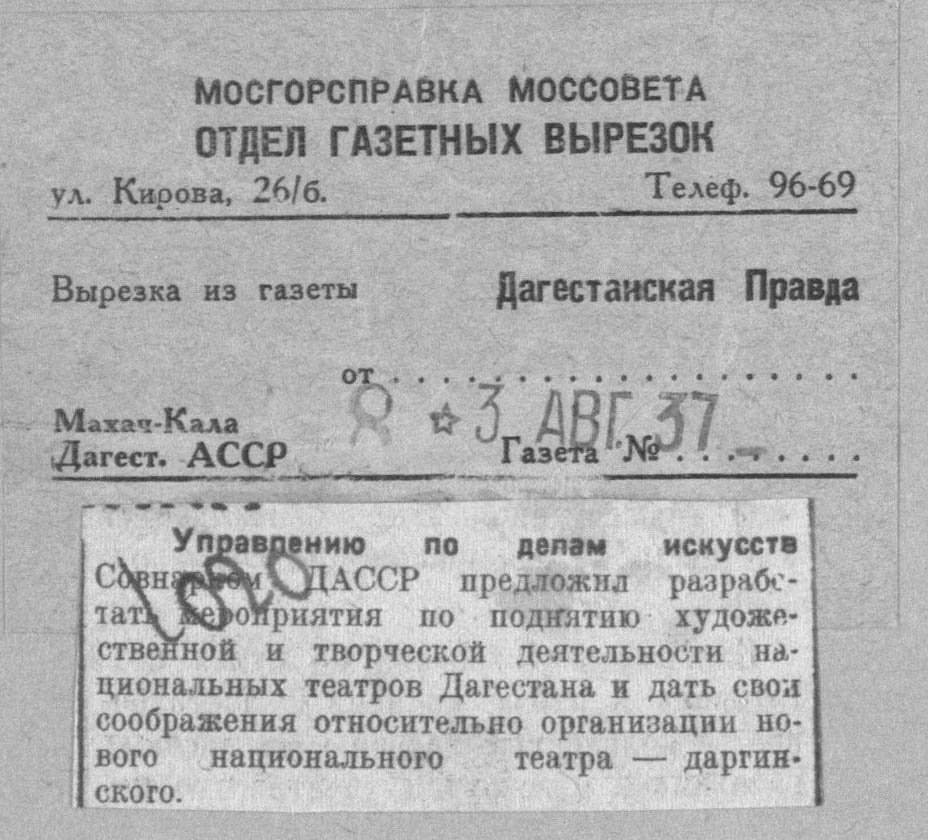 МОСГОРСПРАВКА МОССОВЕТА
ОТДЕЛ ГАЗЕТНЫХ ВЫРЕЗОК
ул. Кирова, 26/б. Телеф. 96-69
Вырезка из газеты Дагестанская Правда
от . . . . . . . . . . . . . . . . . . .
8 ☆ 3 АВГ. 37
Махач-Кала
Дагест. АССР Газета № . . . . . . . .
Управлению по делам искусств
Совнарком ДАССР предложил разрабо-
тать мероприятия по поднятию художе-
ственной и творческой деятельности на-
циональных театров Дагестана и дать свои
соображения относительно организации но-
вого национального театра — даргин-
ского.